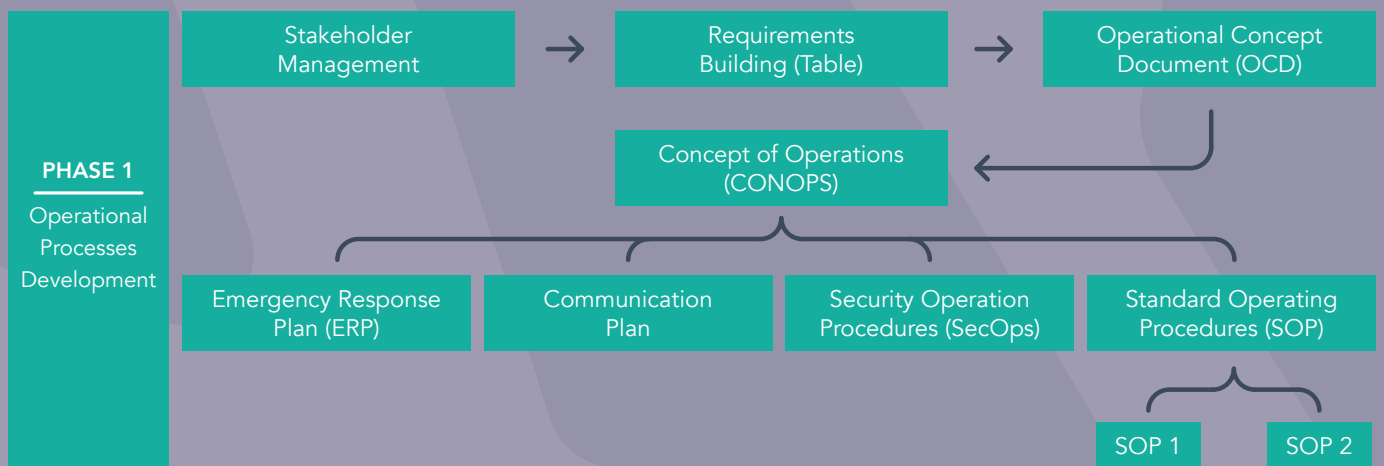 PHASE 1
Operational
Processes
Development
Stakeholder
Management
Requirements
Building (Table)
Operational Concept
Document (OCD)
Concept of Operations
(CONOPS)
Emergency Response
Plan (ERP)
Communication
Plan
Security Operation
Procedures (SecOps)
Standard Operating
Procedures (SOP)
SOP 1
SOP 2